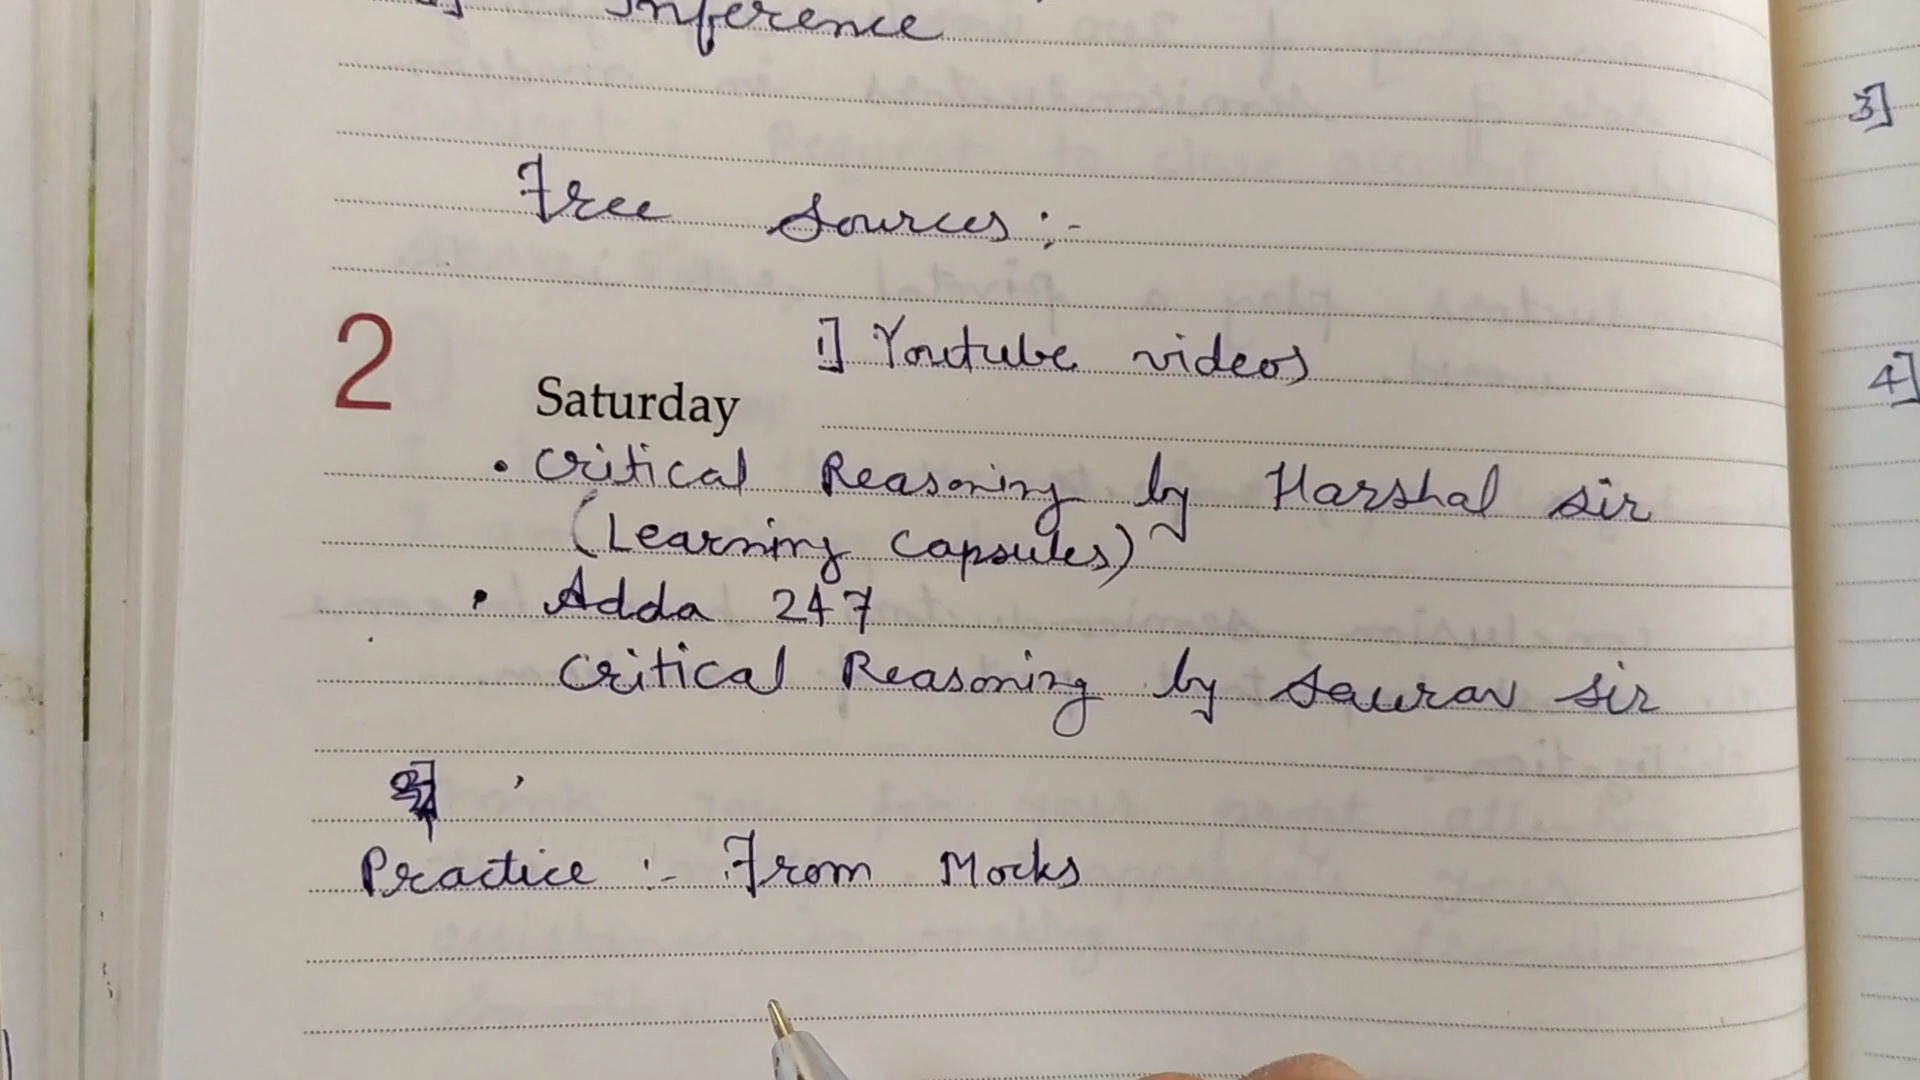 Inference
Free sources :-
2
1] Youtube videos
Saturday
• Critical Reasoning by Harshal sir
(Learning Capsules)
• Adda 247
Critical Reasoning by Saurav sir
Practice :- From Mocks
3]
4]